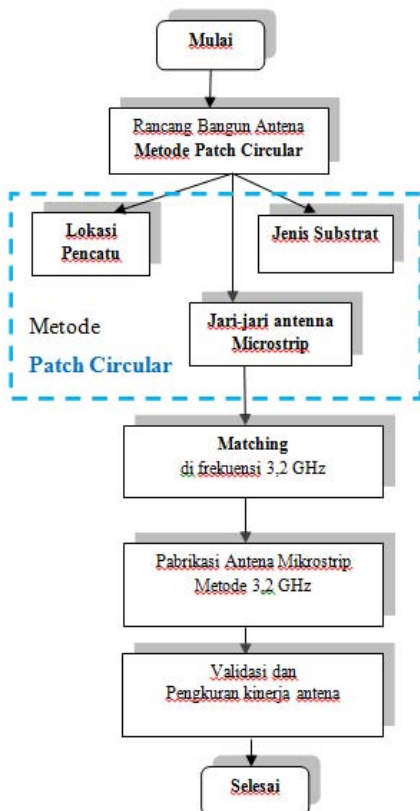 Mulai
Rancang Bangun Antena
Metode Patch Circular
Lokasi
Pencatu
Jenis Substrat
Jari-jari antenna
Microstrip
Metode
Patch Circular
Matching
di frekuensi 3,2 GHz
Pabrikasi Antena Mikrostrip
Metode 3,2 GHz
Validasi dan
Pengkuran kinerja antena
Selesai